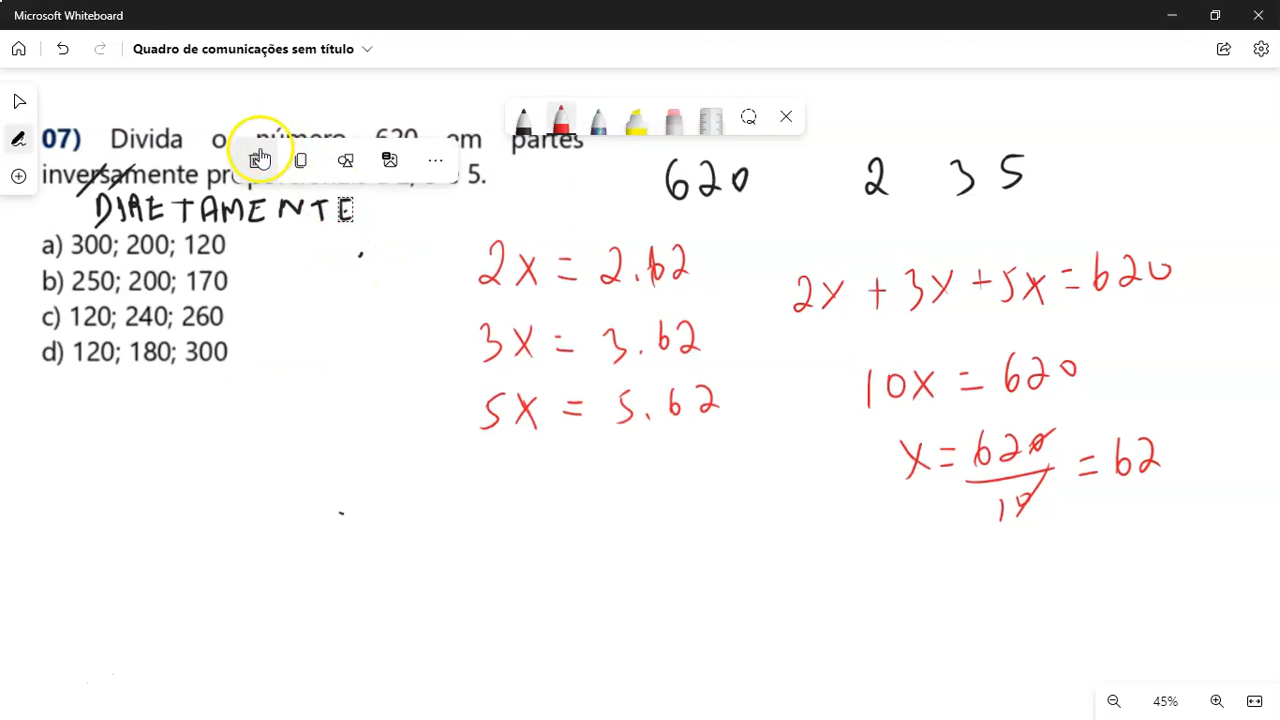 Microsoft Whiteboard
Quadro de comunicações sem título
07) Divida o número 620 em partes
inversamente 5.
DIRETAMENTE
a) 300; 200; 120
b) 250; 200; 170
c) 120; 240; 260
d) 120; 180; 300
620 2 3 5
2x = 2.62
3x = 3.62
5x = 5.62
2x + 3x + 5x = 620
10x = 620
x = 620/10 = 62
45%